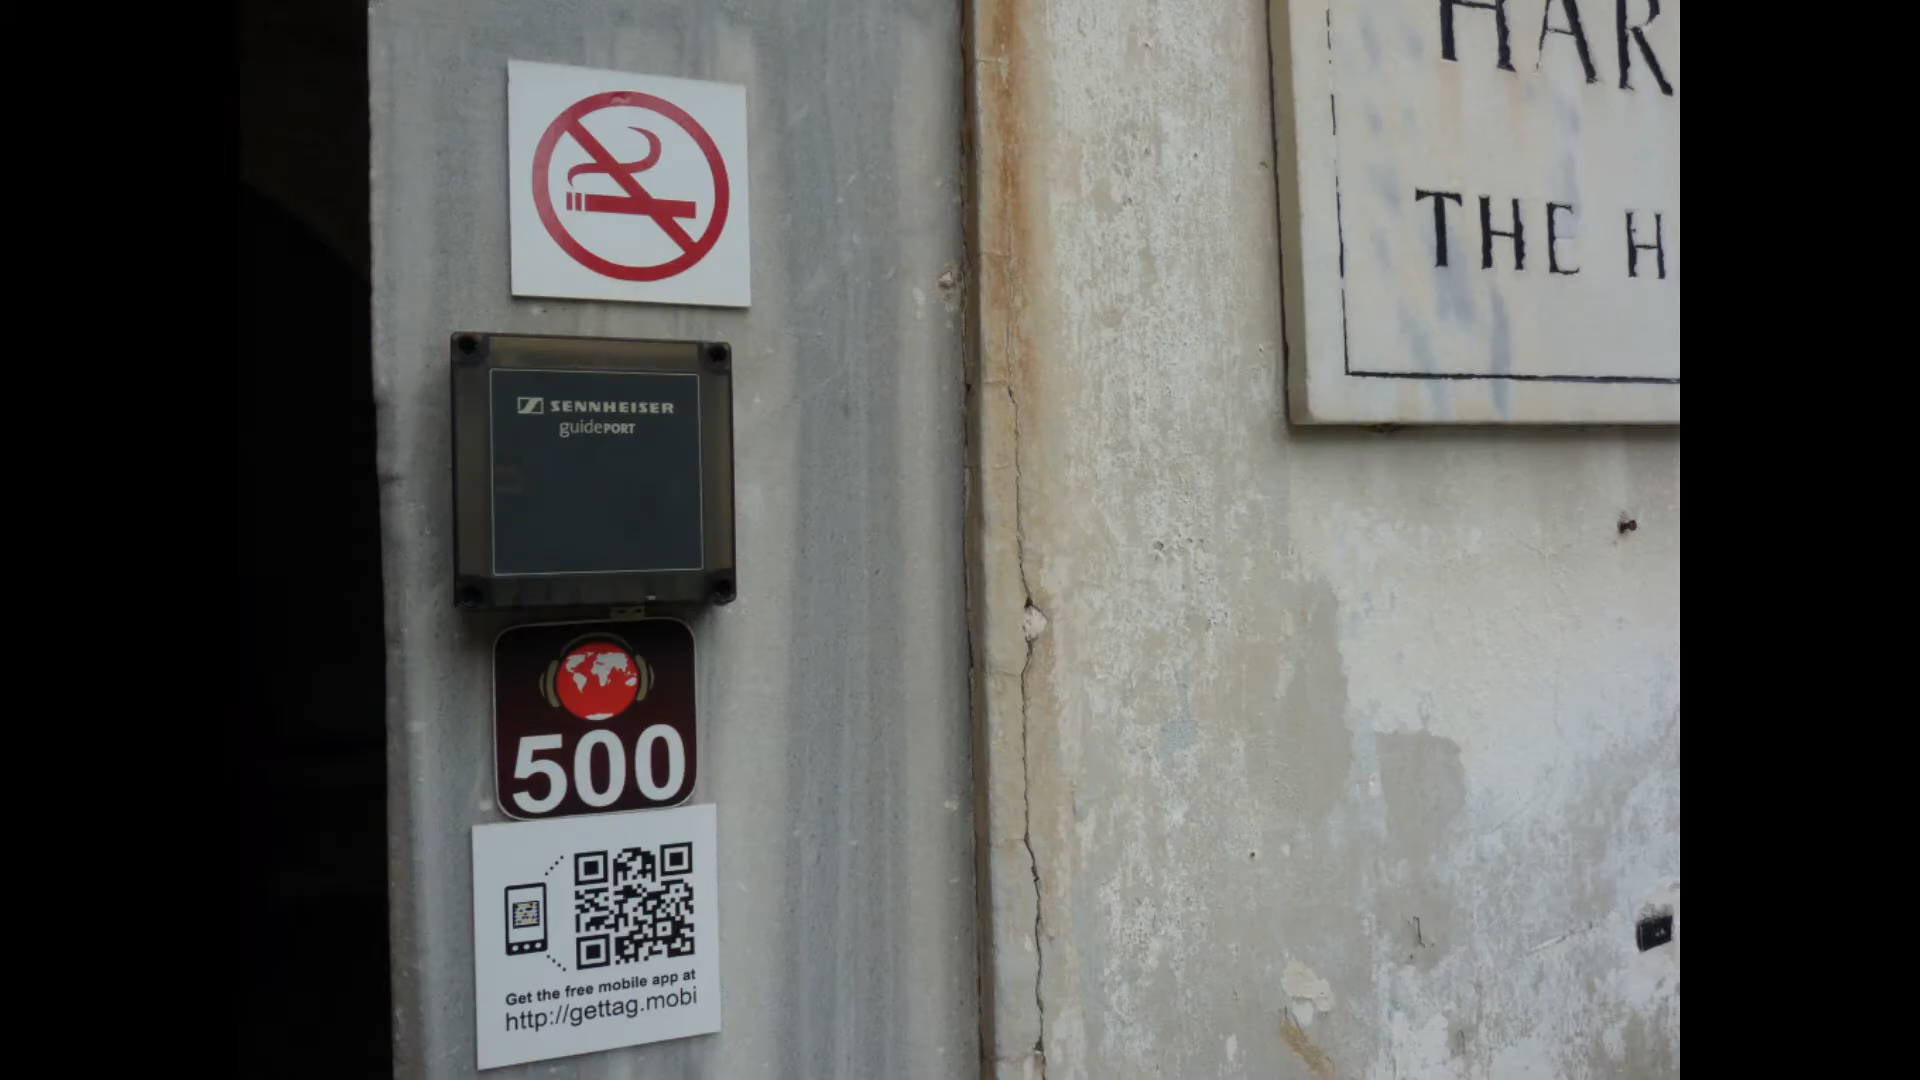 SENNHEISER
guidePORT
500
Get the free mobile app at
http://gettag.mobi
HAR
THE H